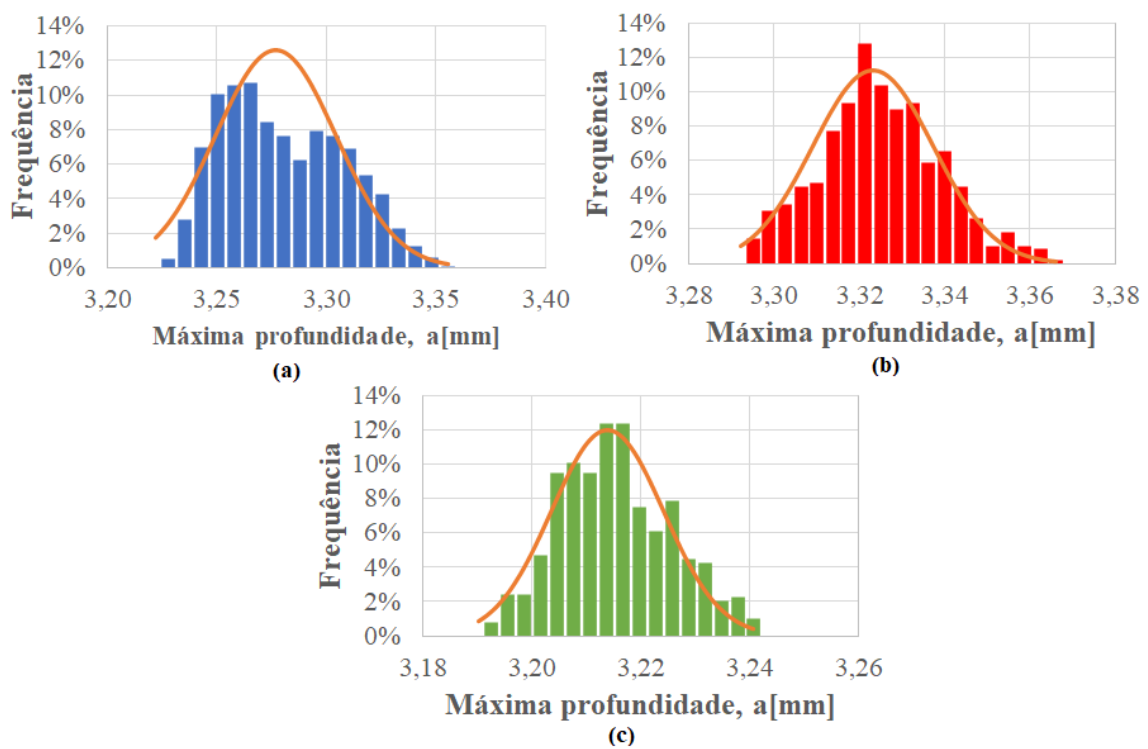 14%
12%
10%
8%
6%
4%
2%
0%
Frequência
3,20 3,25 3,30 3,35 3,40
Máxima profundidade, a[mm]
(a)
14%
12%
10%
8%
6%
4%
2%
0%
Frequência
3,28 3,30 3,32 3,34 3,36 3,38
Máxima profundidade, a[mm]
(b)
14%
12%
10%
8%
6%
4%
2%
0%
Frequência
3,18 3,20 3,22 3,24 3,26
Máxima profundidade, a[mm]
(c)